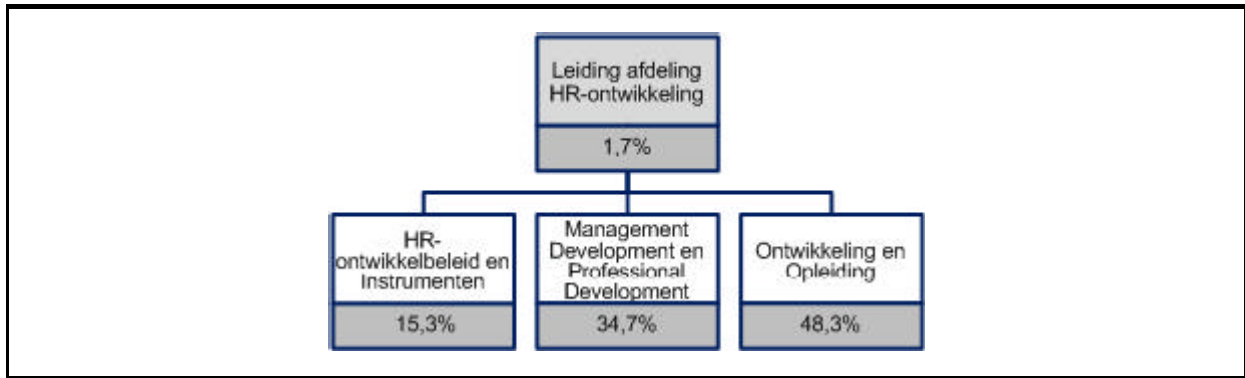 Leiding afdeling
HR-ontwikkeling
1,7%
HR-
ontwikkelbeleid en
Instrumenten
15,3%
Management
Development en
Professional
Development
34,7%
Ontwikkeling en
Opleiding
48,3%